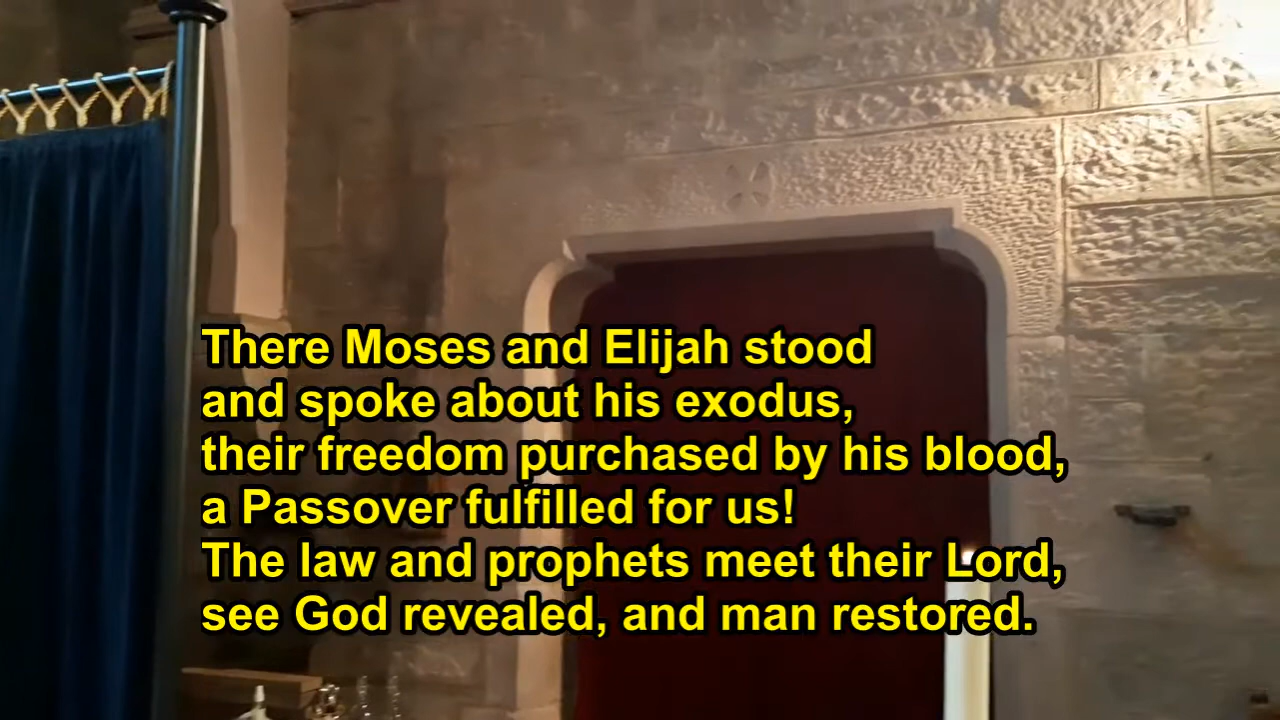 There Moses and Elijah stood
and spoke about his exodus,
their freedom purchased by his blood,
a Passover fulfilled for us!
The law and prophets meet their Lord,
see God revealed, and man restored.